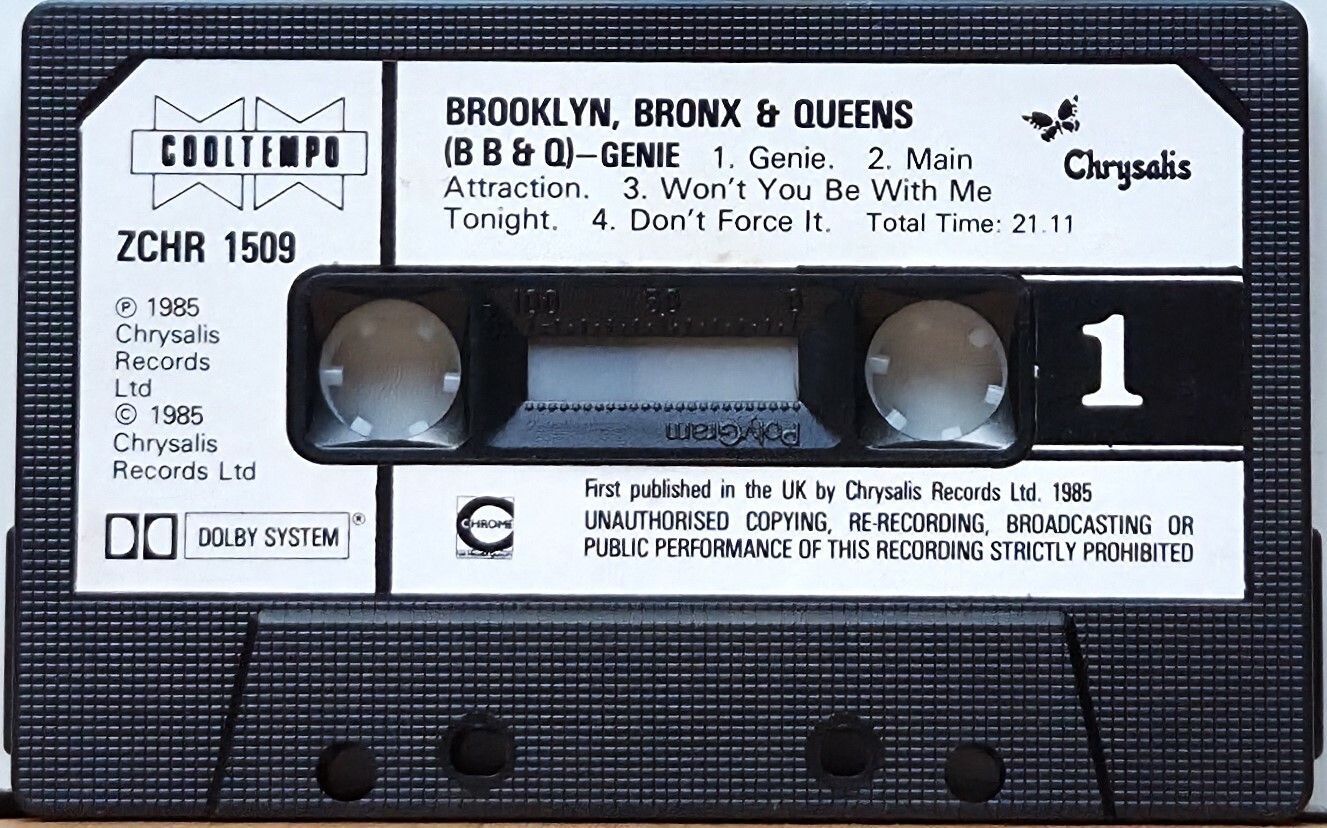 COOLTEMPO
ZCHR 1509
℗ 1985
Chrysalis
Records
Ltd
© 1985
Chrysalis
Records Ltd
DOLBY SYSTEM ®
BROOKLYN, BRONX & QUEENS
(B B & Q)–GENIE 1. Genie. 2. Main
Attraction. 3. Won't You Be With Me
Tonight. 4. Don't Force It. Total Time: 21.11
Chrysalis
100 50 0
PolyGram
1
CHROME
First published in the UK by Chrysalis Records Ltd. 1985
UNAUTHORISED COPYING, RE-RECORDING, BROADCASTING OR
PUBLIC PERFORMANCE OF THIS RECORDING STRICTLY PROHIBITED